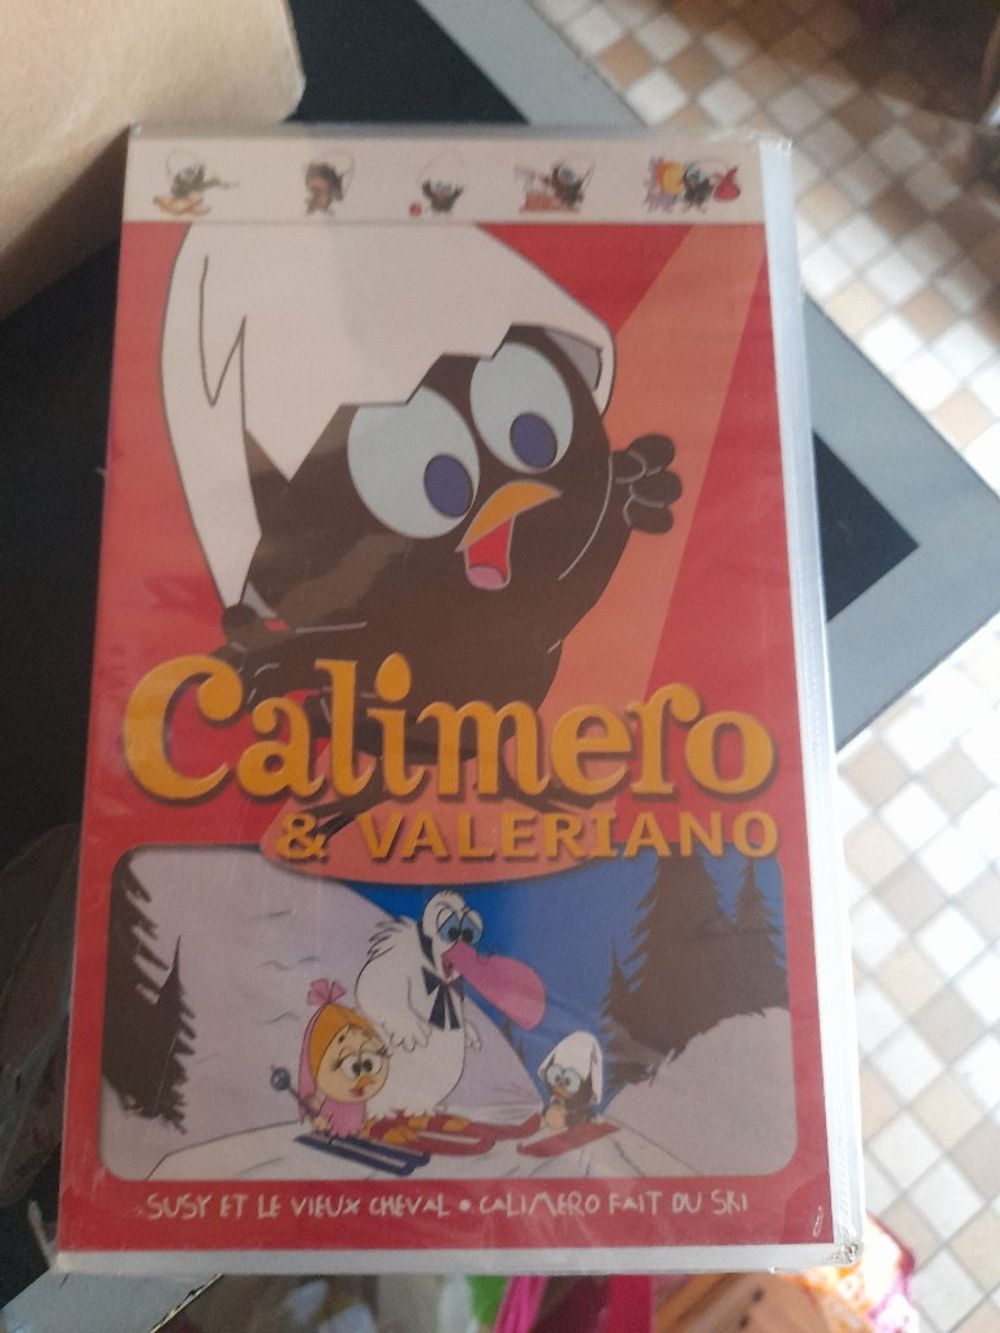 Calimero
& VALERIANO
SUSY ET LE VIEUX CHEVAL • CALIMERO FAIT DU SKI